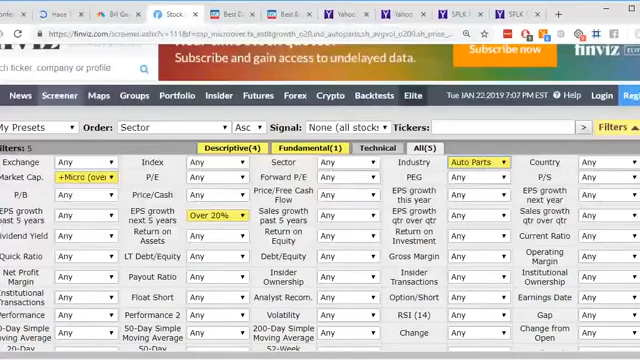 Hace 1
Bill G
Stock
Best D
Best B
Yahoo
Yahoo
SPLK
SPLK
https://finviz.com/screener.ashx?v=111&f=
finviz
Subscribe and gain access to undelayed data.
Subscribe now
finviz
ch ticker, company or profile
News Screener Maps Groups Portfolio Insider Futures Forex Crypto Backtests Elite Tue JAN 22 2019 7:07 PM ET Help Login Reg
My Presets Order: Sector Asc Signal: None (all stocks Tickers: > Filters
Filters: 5 Descriptive(4) Fundamental(1) Technical All(5)
Exchange Any Index Any Sector Any Industry Auto Parts Country Any
Market Cap. +Micro (over P/E Any Forward P/E Any PEG Any P/S Any
P/B Any Price/Cash Any Price/Free Cash Flow Any EPS growth this year Any EPS growth next year Any
EPS growth past 5 years Any EPS growth next 5 years Over 20% Sales growth past 5 years Any EPS growth qtr over qtr Any Sales growth qtr over qtr Any
Dividend Yield Any Return on Assets Any Return on Equity Any Return on Investment Any Current Ratio Any
Quick Ratio Any LT Debt/Equity Any Debt/Equity Any Gross Margin Any Operating Margin Any
Net Profit Margin Any Payout Ratio Any Insider Ownership Any Insider Transactions Any Institutional Ownership Any
Institutional Transactions Any Float Short Any Analyst Recom. Any Option/Short Any Earnings Date Any
Performance Any Performance 2 Any Volatility Any RSI (14) Any Gap Any
20-Day Simple Moving Average Any 50-Day Simple Moving Average Any 200-Day Simple Moving Average Any Change Any Change from Open Any
20-Day 50-Day 52-Week